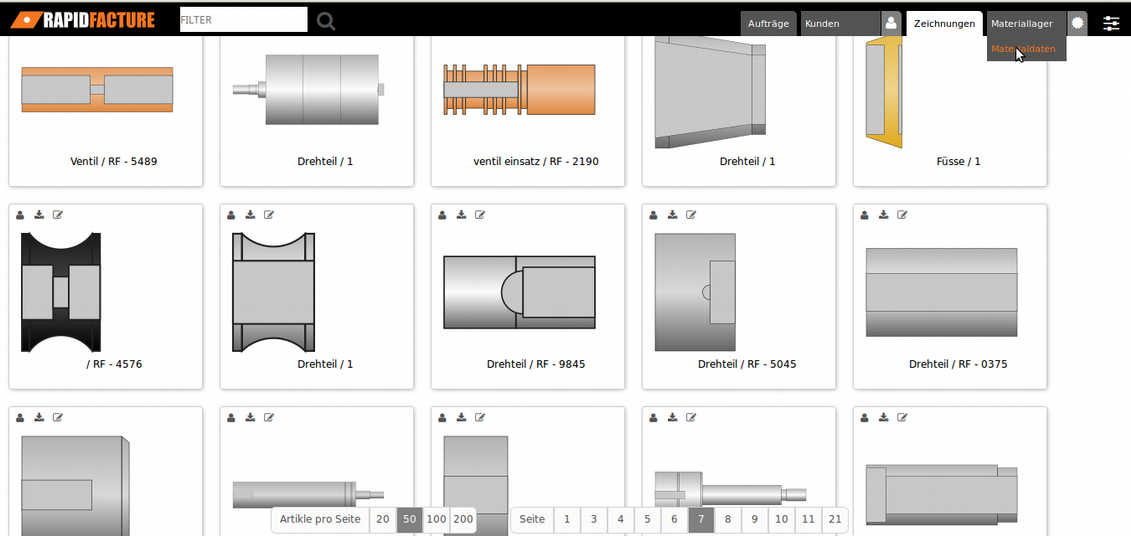 RAPIDFACTURE FILTER Aufträge Kunden Zeichnungen Materiallager
Materialdaten
Ventil / RF - 5489 Drehteil / 1 ventil einsatz / RF - 2190 Drehteil / 1 Füsse / 1
/ RF - 4576 Drehteil / 1 Drehteil / RF - 9845 Drehteil / RF - 5045 Drehteil / RF - 0375
Artikle pro Seite 20 50 100 200 Seite 1 3 4 5 6 7 8 9 10 11 21